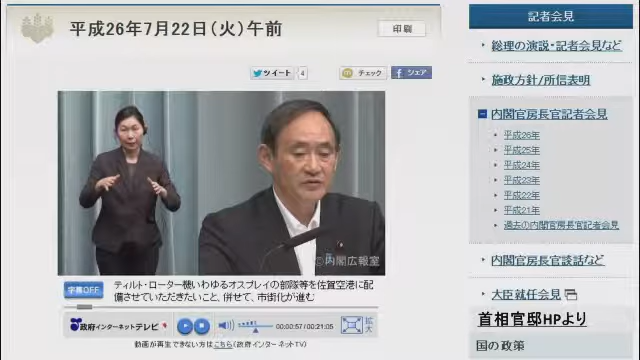 平成26年7月22日(火)午前
印刷
ツイート
4
チェック
シェア
©内閣広報室
字幕OFF
ティルト・ローター機いわゆるオスプレイの部隊等を佐賀空港に配
備させていただきたいこと、併せて、市街化が進む
政府インターネットテレビ
00:00:57/00:21:05
拡大
動画が再生できない方はこちら(政府インターネットTV)
記者会見
総理の演説・記者会見など
施政方針/所信表明
内閣官房長官記者会見
平成26年
平成25年
平成24年
平成23年
平成22年
平成21年
過去の内閣官房長官記者会見
内閣官房長官談話など
大臣就任会見
首相官邸HPより
国の政策